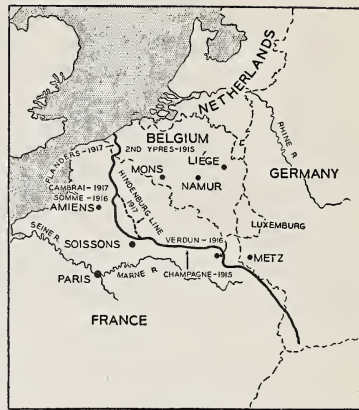 NETHERLANDS
BELGIUM
2ND YPRES-1915
FLANDERS-1917
RHINE R.
LIEGE
MONS
NAMUR
GERMANY
HINDENBURG LINE
1917
CAMBRAI-1917
SOMME-1916
AMIENS
LUXEMBURG
SOISSONS
VERDUN-1916
SEINE R.
METZ
PARIS
MARNE R.
CHAMPAGNE-1915
FRANCE